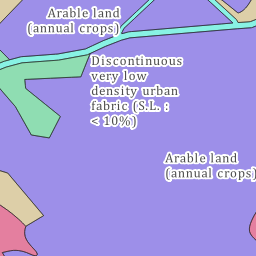 Arable land
(annual crops)
Discontinuous
very low
density urban
fabric (S.L. :
< 10%)
Arable land
(annual crops)